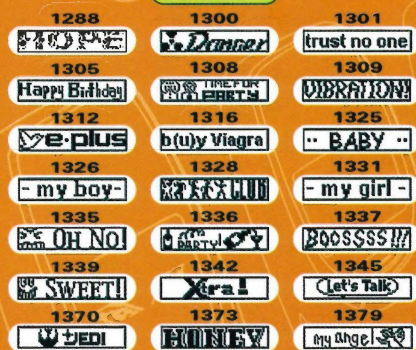 1288 1300 1301
HOPE Danger trust no one
1305 1308 1309
Happy Birthday TIME FOR PARTY VIBRATION!
1312 1316 1325
e·plus b(u)y Viagra ·· BABY ··
1326 1328 1331
- my boy - CLUB - my girl -
1335 1336 1337
OH NO! PARTY! BOOSSSS!!!
1339 1342 1345
SWEET! Xtra! Let's Talk
1370 1373 1379
JEDI HONEY my angel